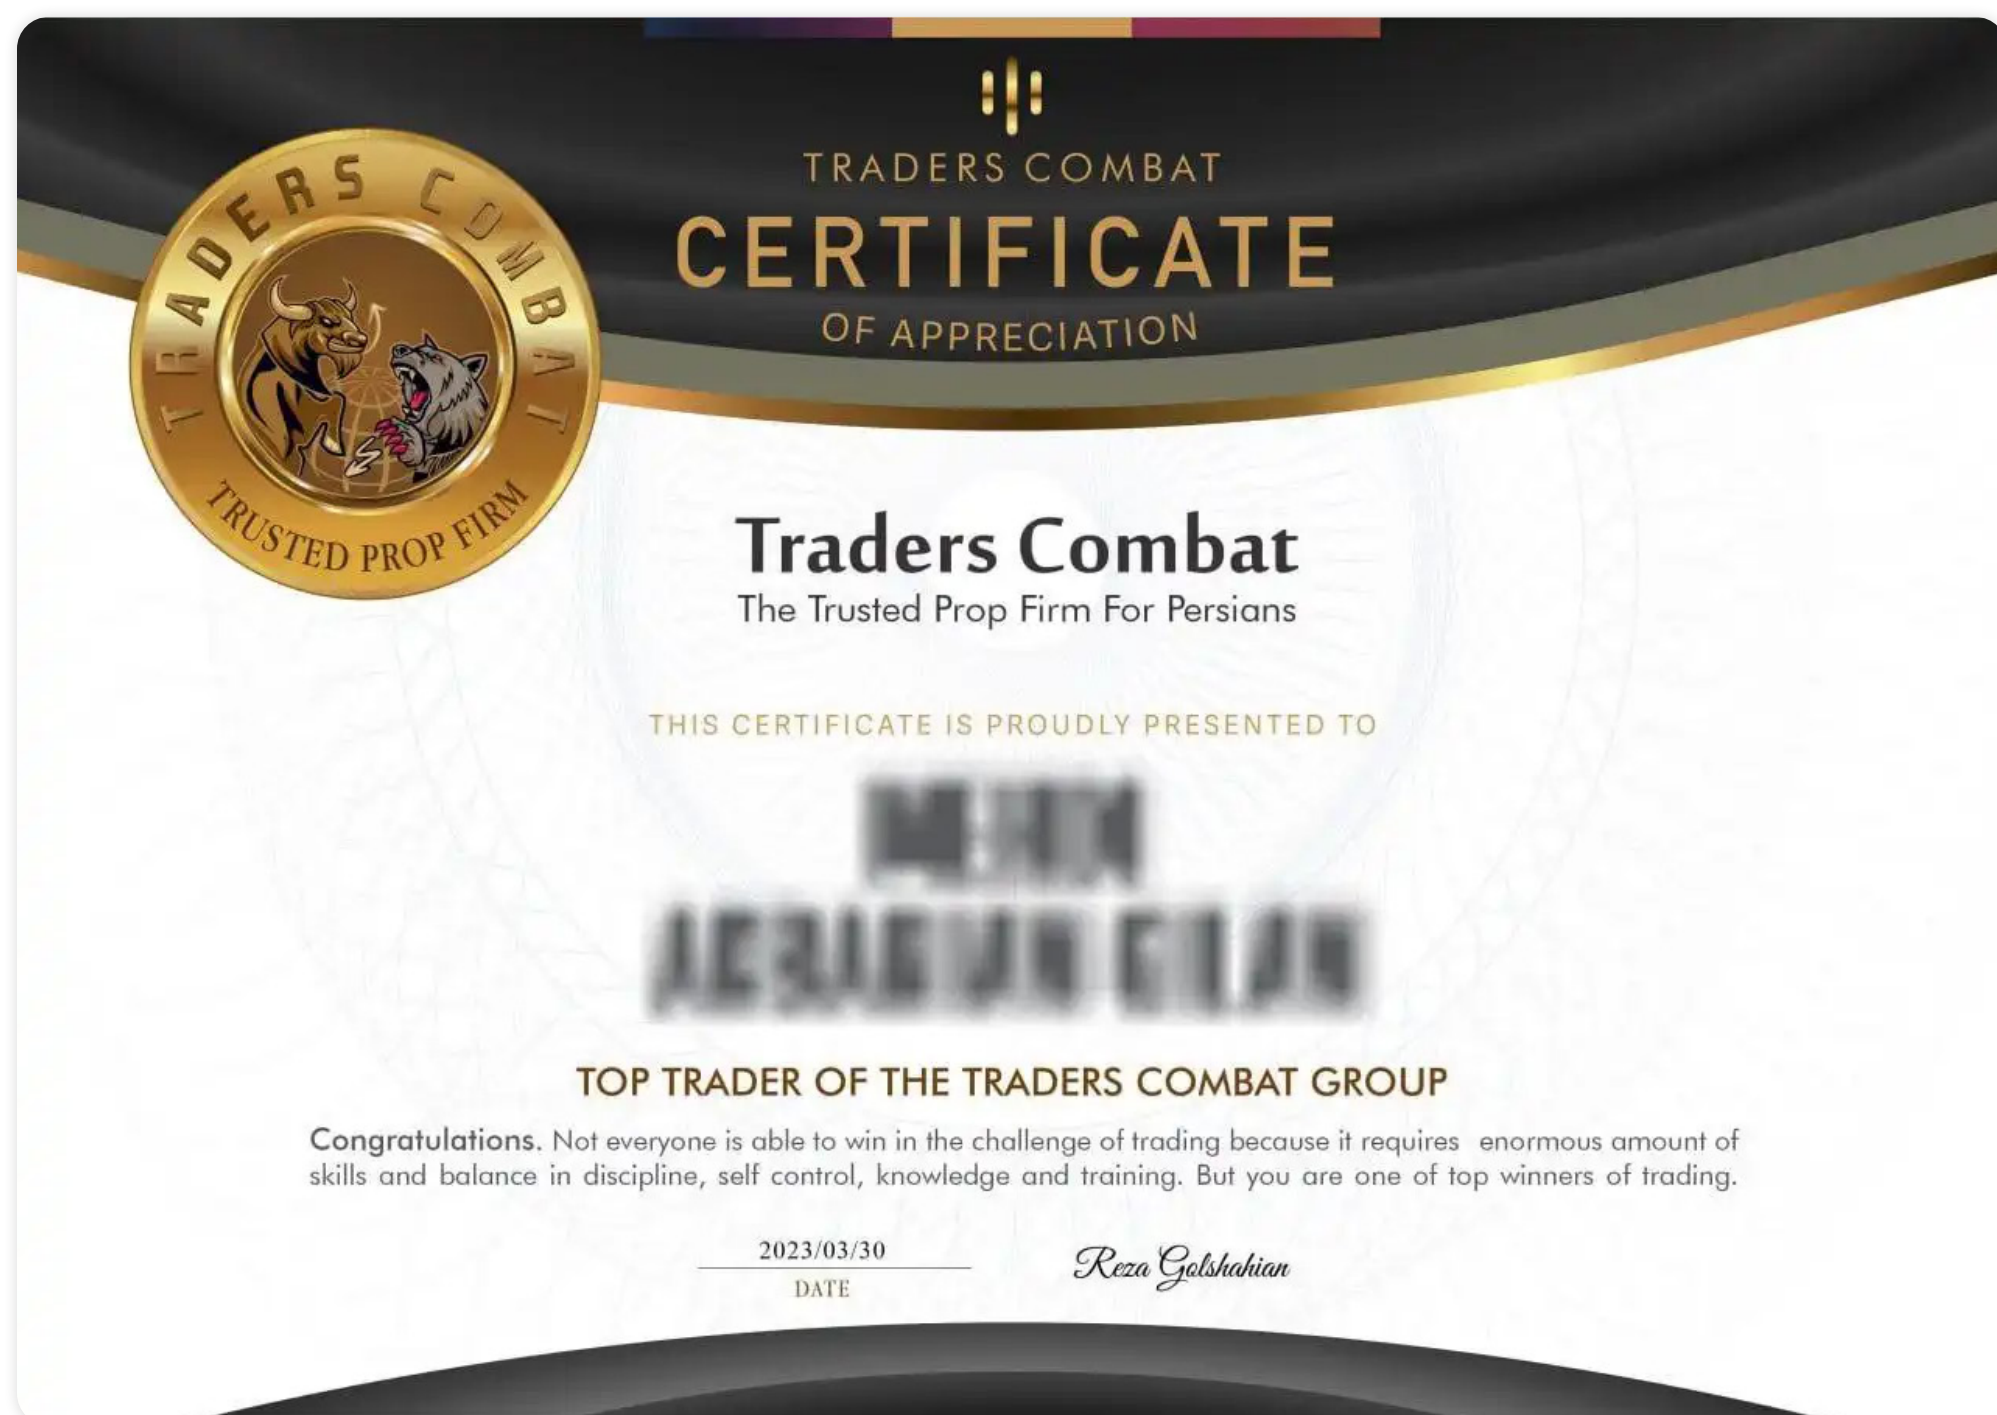 TRADERS COMBAT
CERTIFICATE
OF APPRECIATION
TRADERS COMBAT
TRUSTED PROP FIRM
Traders Combat
The Trusted Prop Firm For Persians
THIS CERTIFICATE IS PROUDLY PRESENTED TO
TOP TRADER OF THE TRADERS COMBAT GROUP
Congratulations. Not everyone is able to win in the challenge of trading because it requires enormous amount of
skills and balance in discipline, self control, knowledge and training. But you are one of top winners of trading.
2023/03/30
DATE
Reza Golshahian